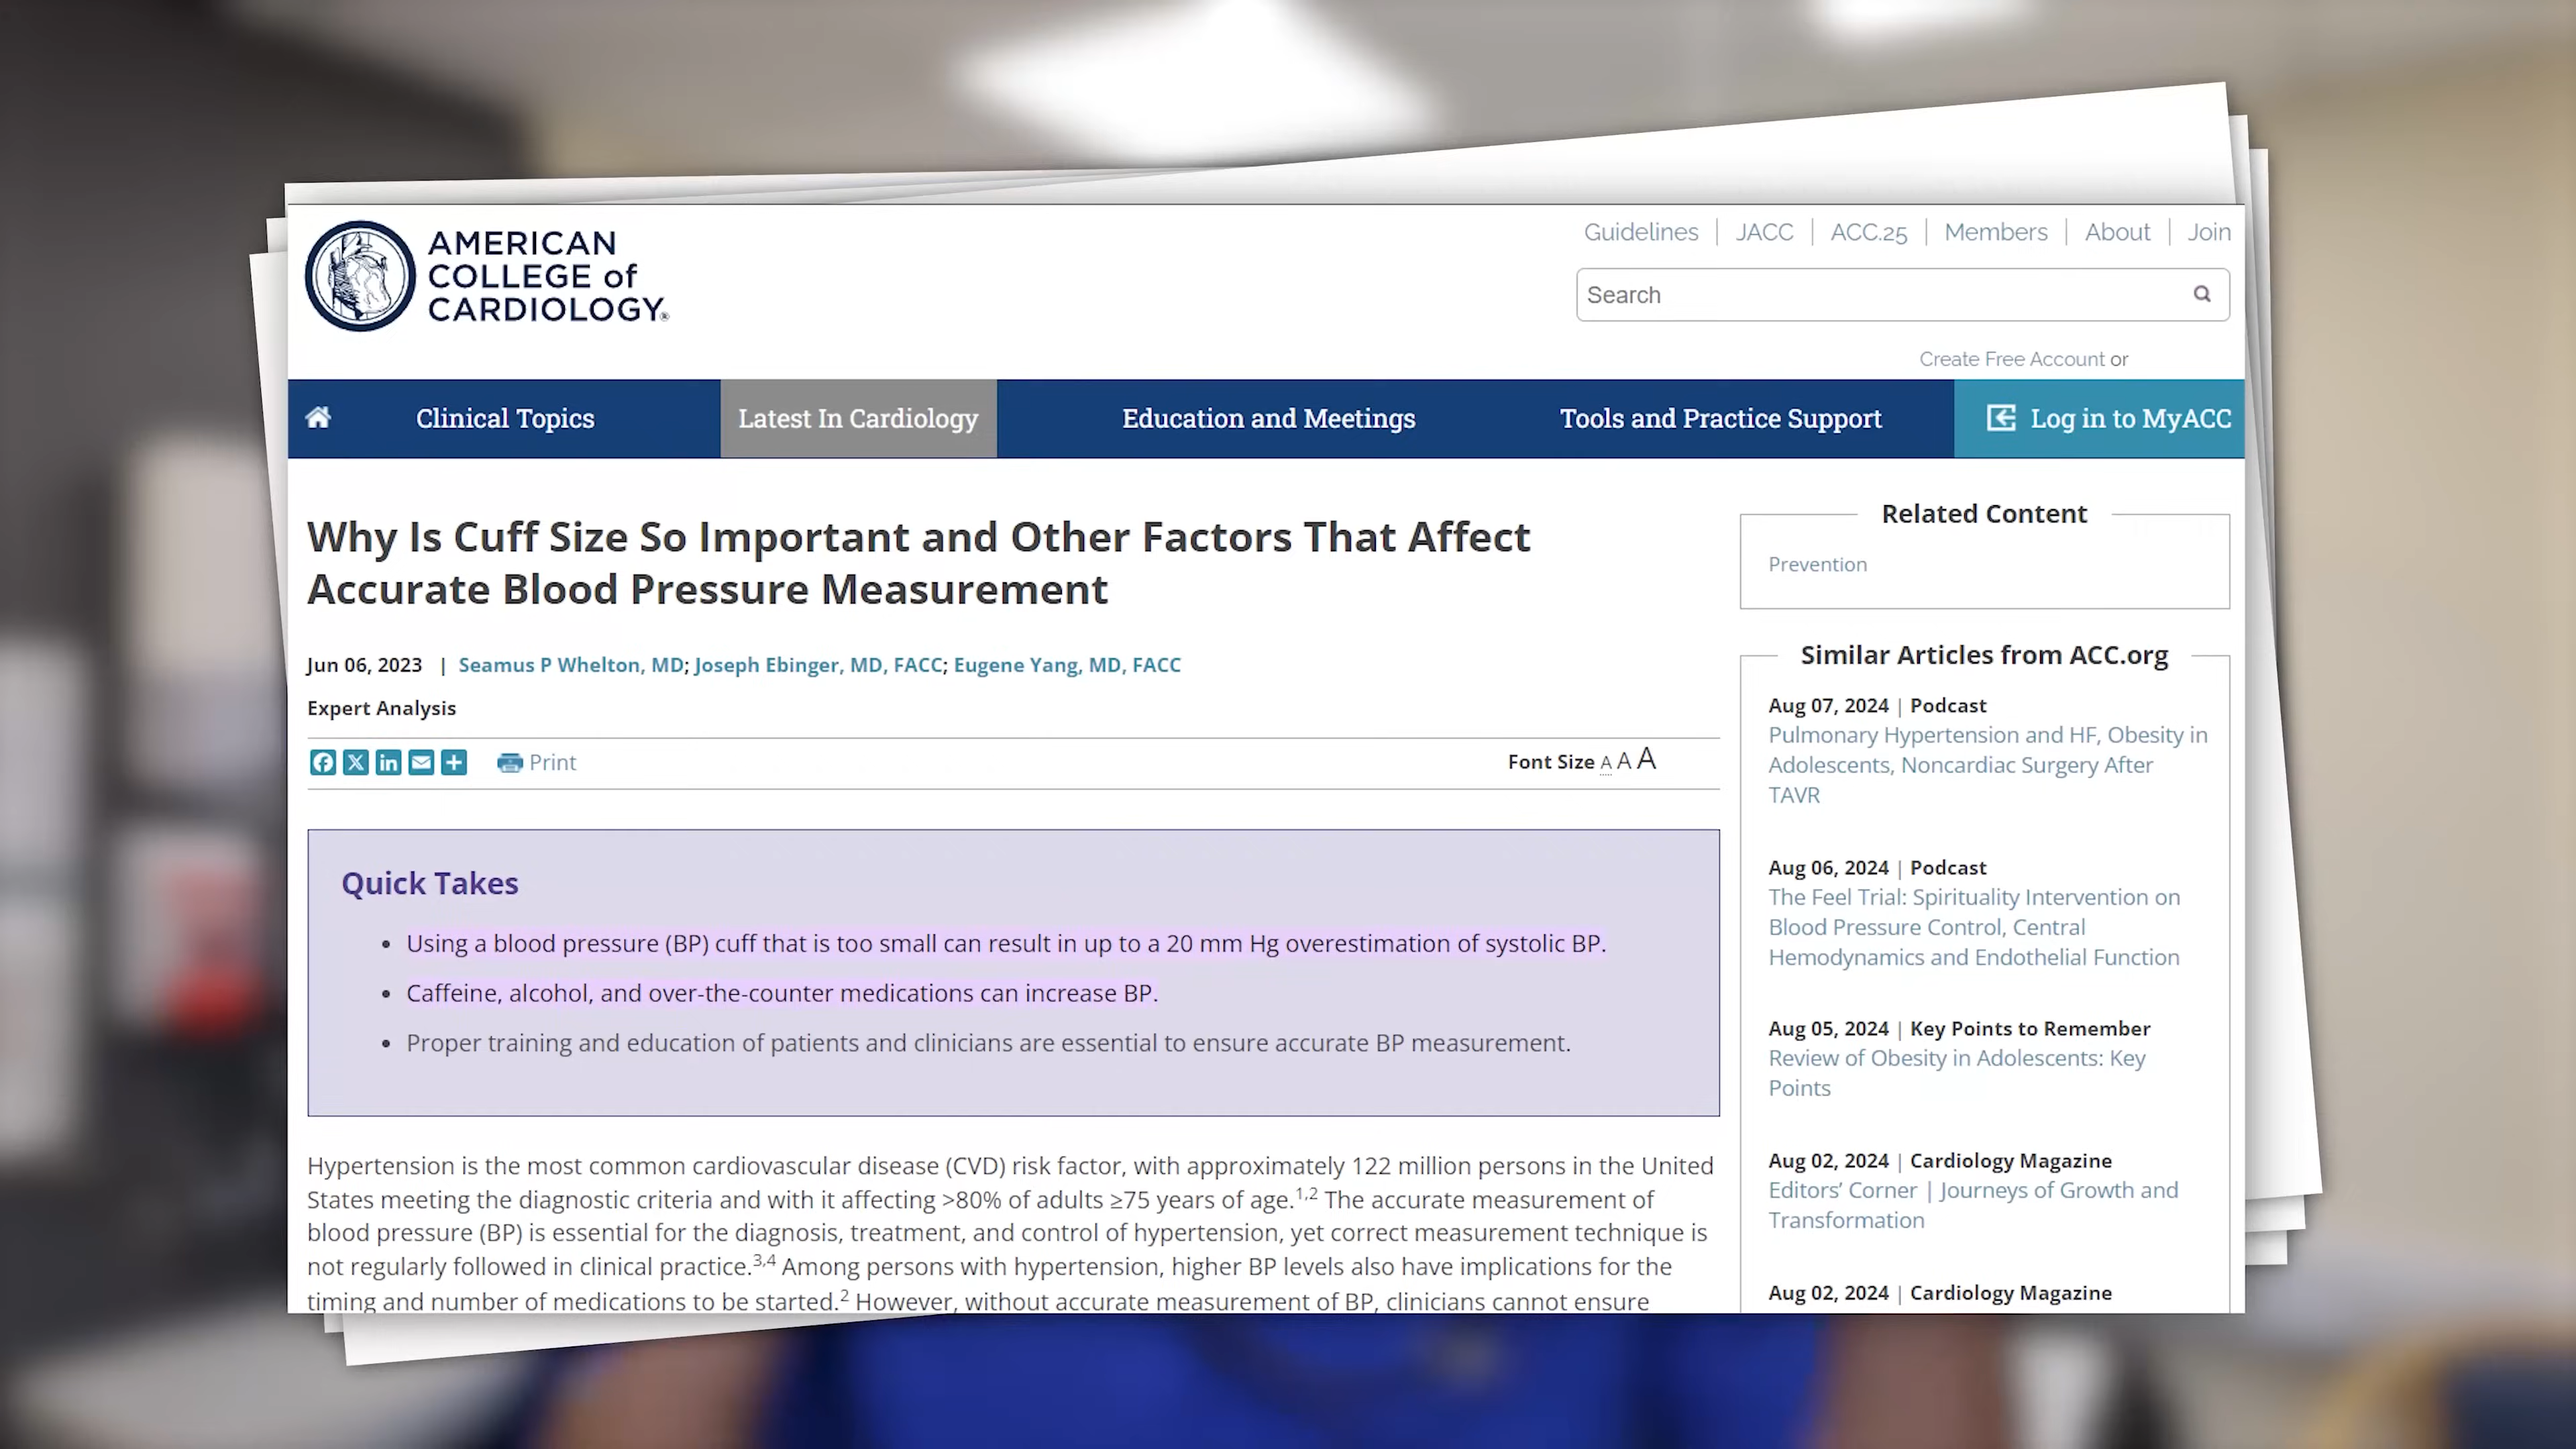 AMERICAN
COLLEGE of
CARDIOLOGY®
Guidelines | JACC | ACC.25 | Members | About | Join
Search
Create Free Account or
Clinical Topics
Latest In Cardiology
Education and Meetings
Tools and Practice Support
Log in to MyACC
Why Is Cuff Size So Important and Other Factors That Affect
Accurate Blood Pressure Measurement
Jun 06, 2023 | Seamus P Whelton, MD; Joseph Ebinger, MD, FACC; Eugene Yang, MD, FACC
Expert Analysis
Print
Font Size A A A
Quick Takes
• Using a blood pressure (BP) cuff that is too small can result in up to a 20 mm Hg overestimation of systolic BP.
• Caffeine, alcohol, and over-the-counter medications can increase BP.
• Proper training and education of patients and clinicians are essential to ensure accurate BP measurement.
Hypertension is the most common cardiovascular disease (CVD) risk factor, with approximately 122 million persons in the United
States meeting the diagnostic criteria and with it affecting >80% of adults ≥75 years of age.1,2 The accurate measurement of
blood pressure (BP) is essential for the diagnosis, treatment, and control of hypertension, yet correct measurement technique is
not regularly followed in clinical practice.3,4 Among persons with hypertension, higher BP levels also have implications for the
timing and number of medications to be started.2 However, without accurate measurement of BP, clinicians cannot ensure
Related Content
Prevention
Similar Articles from ACC.org
Aug 07, 2024 | Podcast
Pulmonary Hypertension and HF, Obesity in
Adolescents, Noncardiac Surgery After
TAVR
Aug 06, 2024 | Podcast
The Feel Trial: Spirituality Intervention on
Blood Pressure Control, Central
Hemodynamics and Endothelial Function
Aug 05, 2024 | Key Points to Remember
Review of Obesity in Adolescents: Key
Points
Aug 02, 2024 | Cardiology Magazine
Editors' Corner | Journeys of Growth and
Transformation
Aug 02, 2024 | Cardiology Magazine